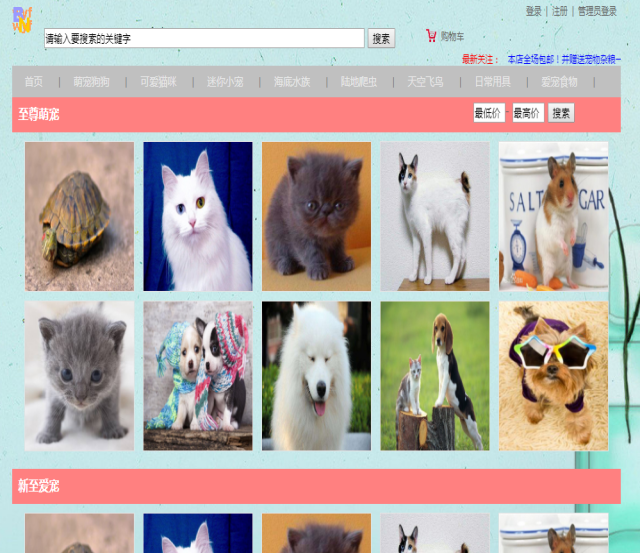 登录 | 注册 | 管理员登录
请输入要搜索的关键字 搜索 购物车
最新关注： 本店全场包邮！并赠送宠物杂粮~
首页 | 萌宠狗狗 | 可爱猫咪 | 迷你小宠 | 海底水族 | 陆地爬虫 | 天空飞鸟 | 日常用具 | 爱宠食物 |
至尊萌宠 最低价 - 最高价 搜索
SALT GAR
新至爱宠
SALT GAR